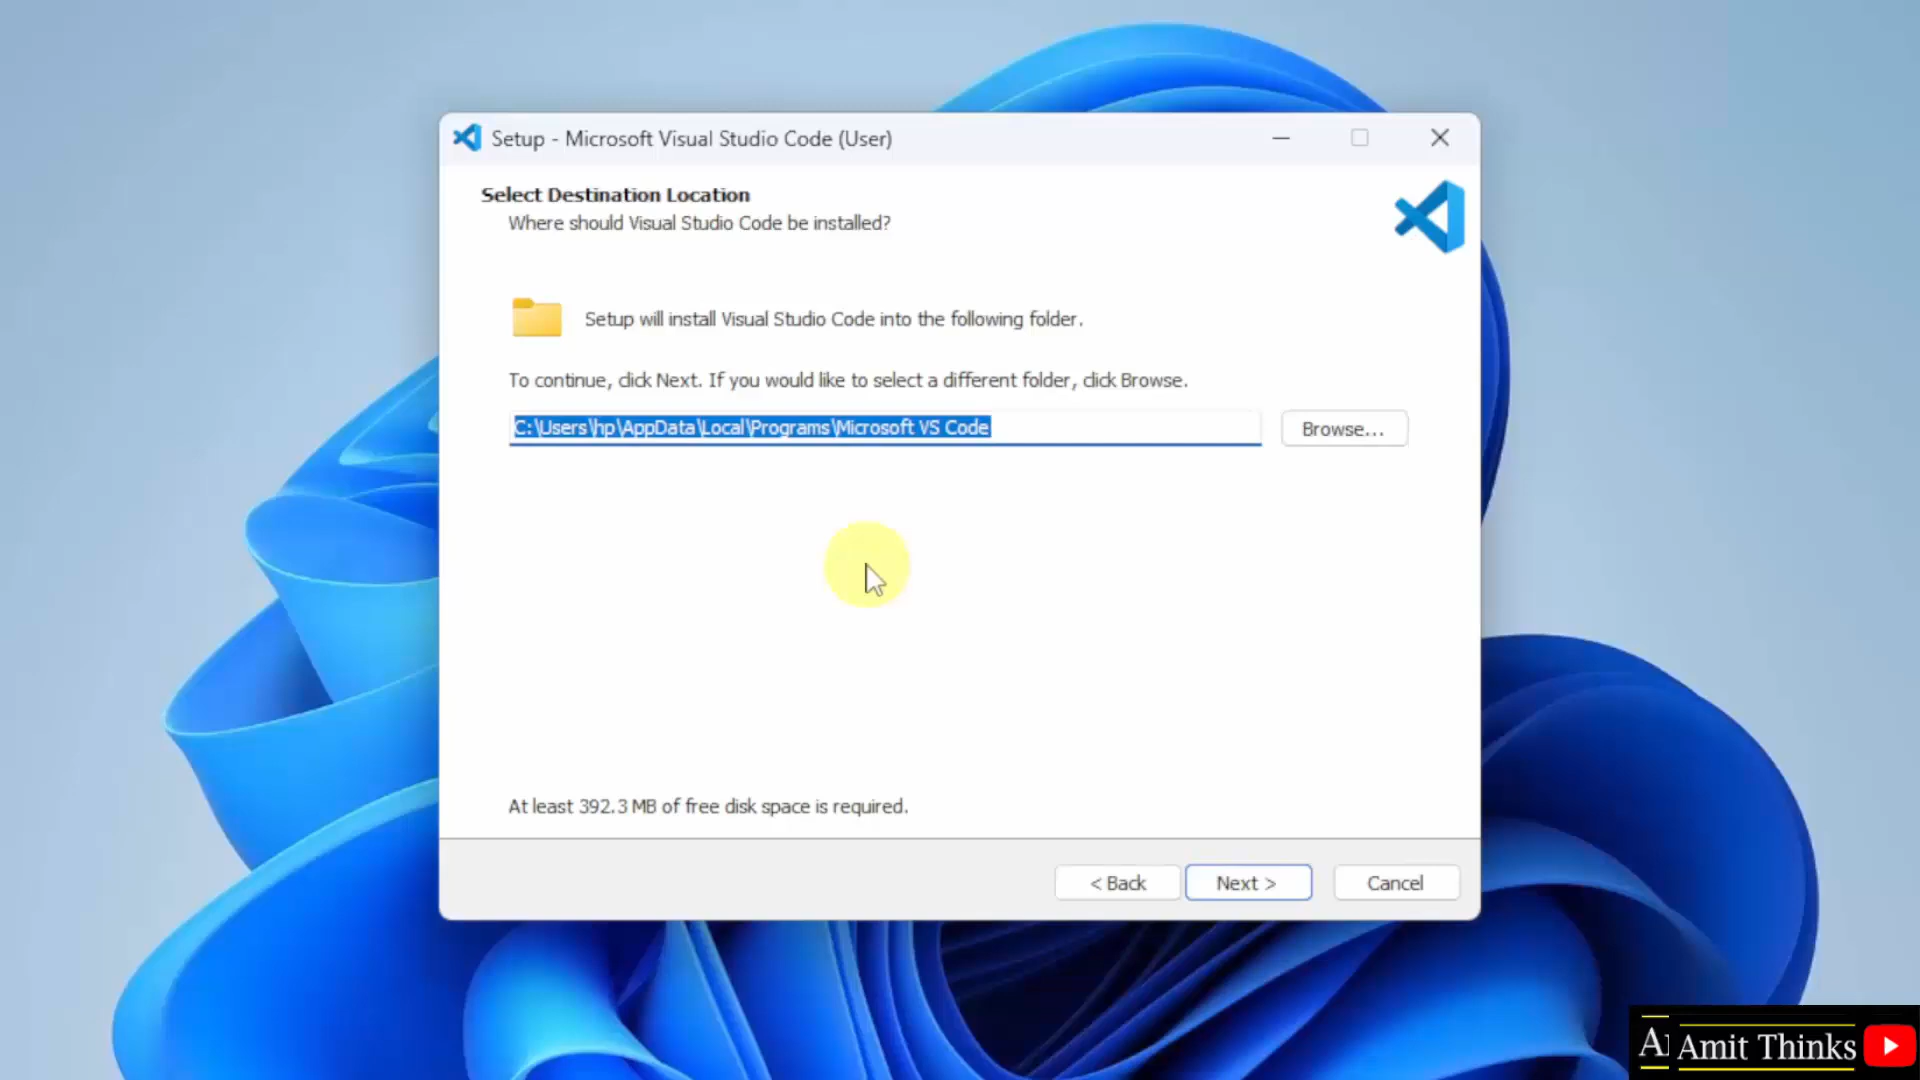 Setup - Microsoft Visual Studio Code (User)
Select Destination Location
Where should Visual Studio Code be installed?
Setup will install Visual Studio Code into the following folder.
To continue, click Next. If you would like to select a different folder, click Browse.
C:\Users\hp\AppData\Local\Programs\Microsoft VS Code
Browse...
At least 392.3 MB of free disk space is required.
< Back
Next >
Cancel
Amit Thinks